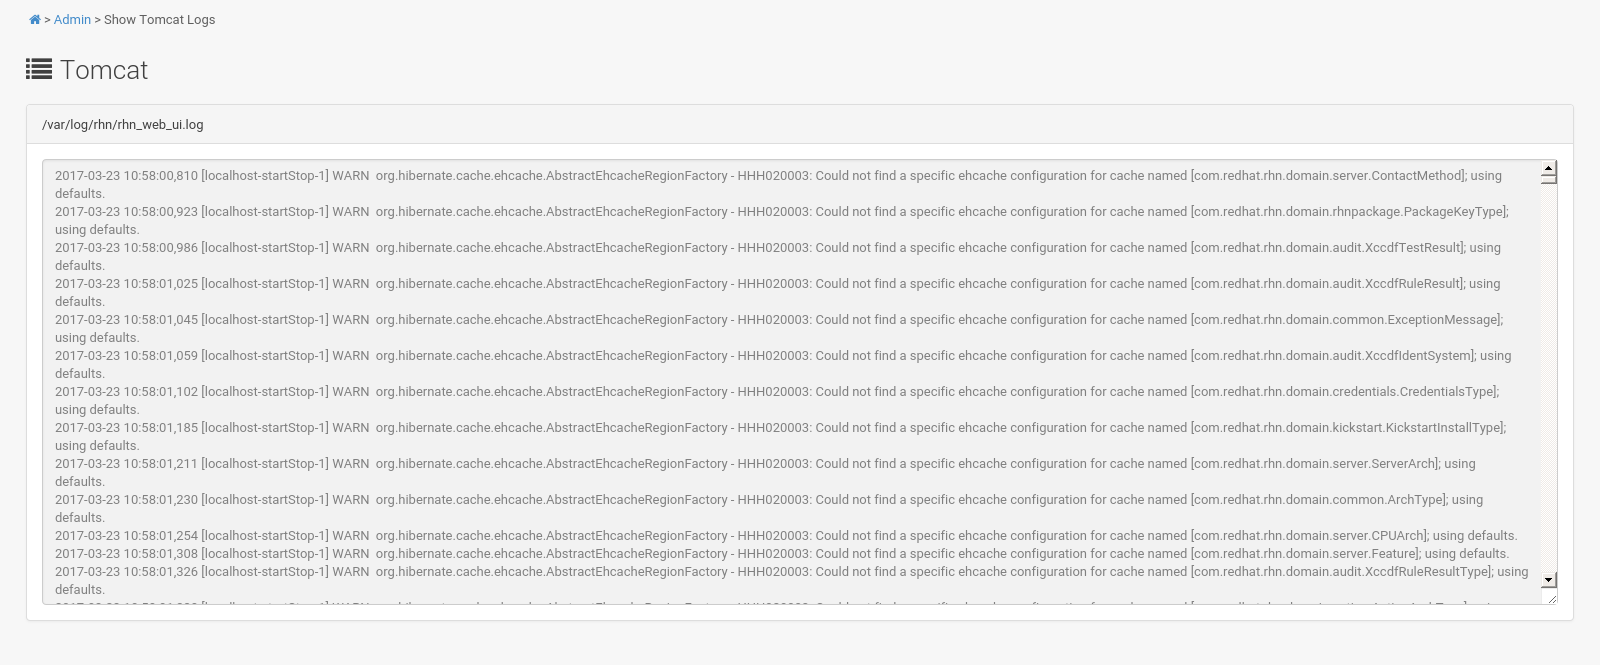 > Admin > Show Tomcat Logs
Tomcat
/var/log/rhn/rhn_web_ui.log
2017-03-23 10:58:00,810 [localhost-startStop-1] WARN  org.hibernate.cache.ehcache.AbstractEhcacheRegionFactory - HHH020003: Could not find a specific ehcache configuration for cache named [com.redhat.rhn.domain.server.ContactMethod]; using
defaults.
2017-03-23 10:58:00,923 [localhost-startStop-1] WARN  org.hibernate.cache.ehcache.AbstractEhcacheRegionFactory - HHH020003: Could not find a specific ehcache configuration for cache named [com.redhat.rhn.domain.rhnpackage.PackageKeyType];
using defaults.
2017-03-23 10:58:00,986 [localhost-startStop-1] WARN  org.hibernate.cache.ehcache.AbstractEhcacheRegionFactory - HHH020003: Could not find a specific ehcache configuration for cache named [com.redhat.rhn.domain.audit.XccdfTestResult]; using
defaults.
2017-03-23 10:58:01,025 [localhost-startStop-1] WARN  org.hibernate.cache.ehcache.AbstractEhcacheRegionFactory - HHH020003: Could not find a specific ehcache configuration for cache named [com.redhat.rhn.domain.audit.XccdfRuleResult]; using
defaults.
2017-03-23 10:58:01,045 [localhost-startStop-1] WARN  org.hibernate.cache.ehcache.AbstractEhcacheRegionFactory - HHH020003: Could not find a specific ehcache configuration for cache named [com.redhat.rhn.domain.common.ExceptionMessage];
using defaults.
2017-03-23 10:58:01,059 [localhost-startStop-1] WARN  org.hibernate.cache.ehcache.AbstractEhcacheRegionFactory - HHH020003: Could not find a specific ehcache configuration for cache named [com.redhat.rhn.domain.audit.XccdfIdentSystem]; using
defaults.
2017-03-23 10:58:01,102 [localhost-startStop-1] WARN  org.hibernate.cache.ehcache.AbstractEhcacheRegionFactory - HHH020003: Could not find a specific ehcache configuration for cache named [com.redhat.rhn.domain.credentials.CredentialsType];
using defaults.
2017-03-23 10:58:01,185 [localhost-startStop-1] WARN  org.hibernate.cache.ehcache.AbstractEhcacheRegionFactory - HHH020003: Could not find a specific ehcache configuration for cache named [com.redhat.rhn.domain.kickstart.KickstartInstallType];
using defaults.
2017-03-23 10:58:01,211 [localhost-startStop-1] WARN  org.hibernate.cache.ehcache.AbstractEhcacheRegionFactory - HHH020003: Could not find a specific ehcache configuration for cache named [com.redhat.rhn.domain.server.ServerArch]; using
defaults.
2017-03-23 10:58:01,230 [localhost-startStop-1] WARN  org.hibernate.cache.ehcache.AbstractEhcacheRegionFactory - HHH020003: Could not find a specific ehcache configuration for cache named [com.redhat.rhn.domain.common.ArchType]; using
defaults.
2017-03-23 10:58:01,254 [localhost-startStop-1] WARN  org.hibernate.cache.ehcache.AbstractEhcacheRegionFactory - HHH020003: Could not find a specific ehcache configuration for cache named [com.redhat.rhn.domain.server.CPUArch]; using defaults.
2017-03-23 10:58:01,308 [localhost-startStop-1] WARN  org.hibernate.cache.ehcache.AbstractEhcacheRegionFactory - HHH020003: Could not find a specific ehcache configuration for cache named [com.redhat.rhn.domain.server.Feature]; using defaults.
2017-03-23 10:58:01,326 [localhost-startStop-1] WARN  org.hibernate.cache.ehcache.AbstractEhcacheRegionFactory - HHH020003: Could not find a specific ehcache configuration for cache named [com.redhat.rhn.domain.audit.XccdfRuleResultType]; using
defaults.